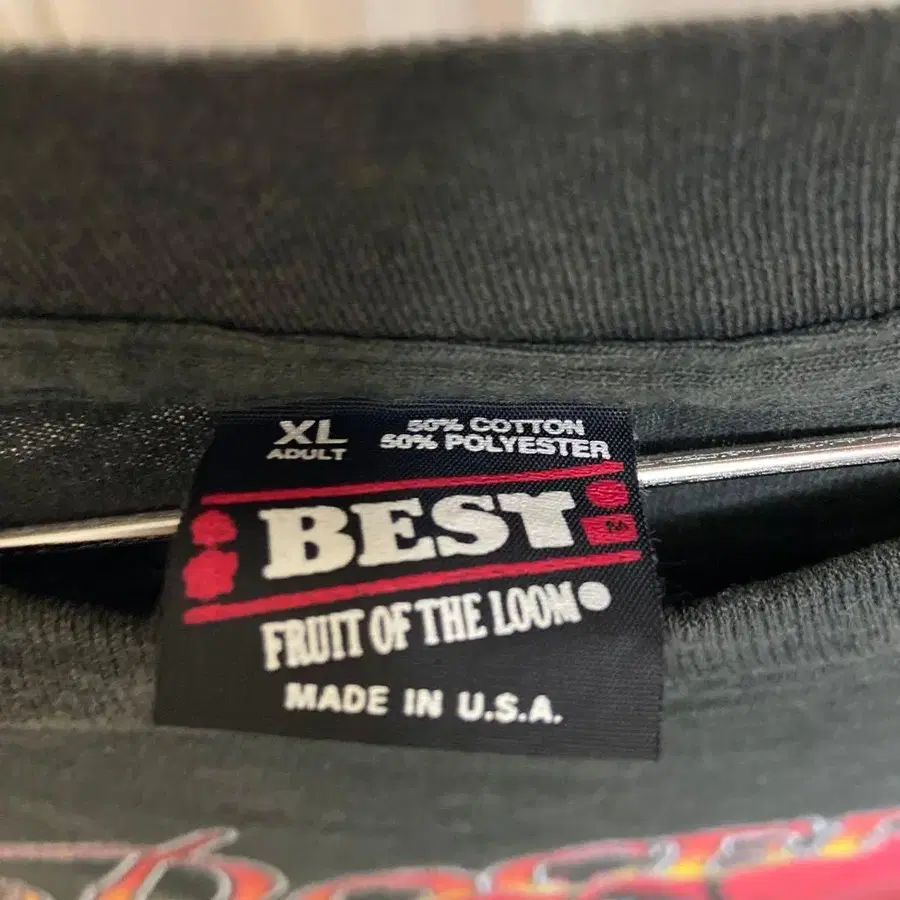 XL
ADULT
50% COTTON
50% POLYESTER
BEST
FRUIT OF THE LOOM
MADE IN U.S.A.